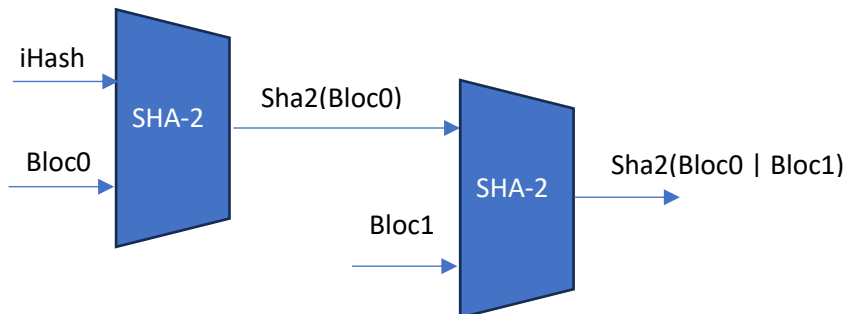 iHash
SHA-2
Sha2(Bloc0)
Bloc0
Sha2(Bloc0 | Bloc1)
SHA-2
Bloc1